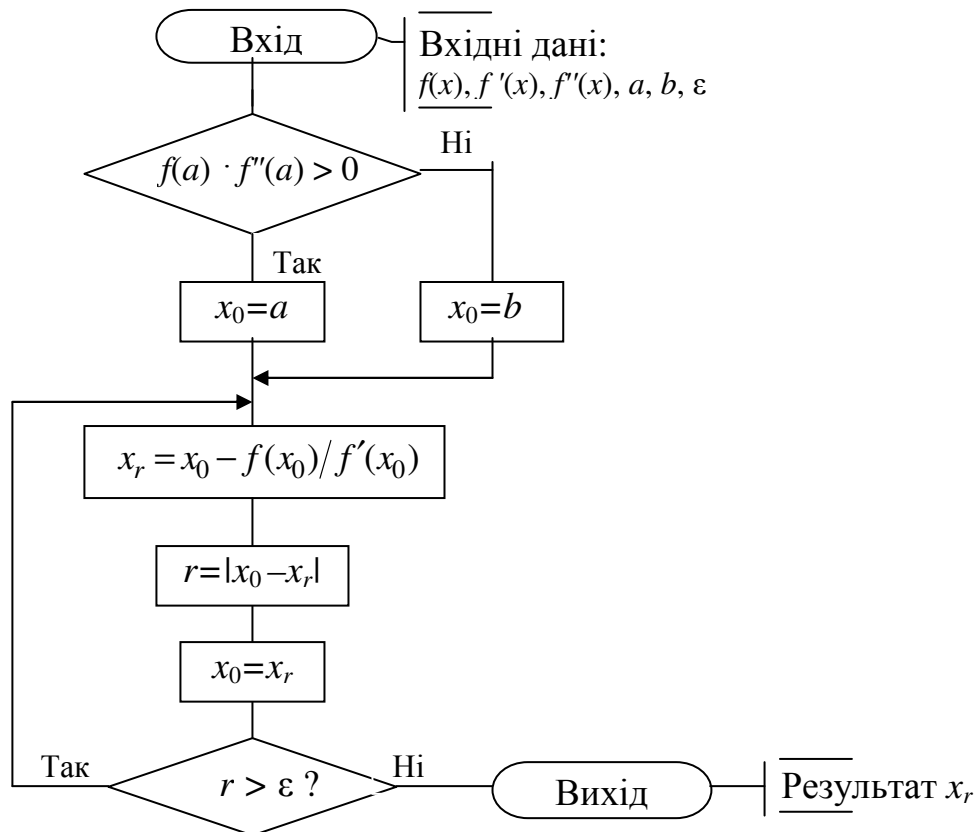 Вхід
Вхідні дані:
f(x), f '(x), f''(x), a, b, ε
f(a) · f''(a) > 0
Ні
Так
x₀=a
x₀=b
xᵣ = x₀ – f(x₀)/f′(x₀)
r=|x₀–xᵣ|
x₀=xᵣ
Так
r > ε ?
Ні
Вихід
Результат xᵣ